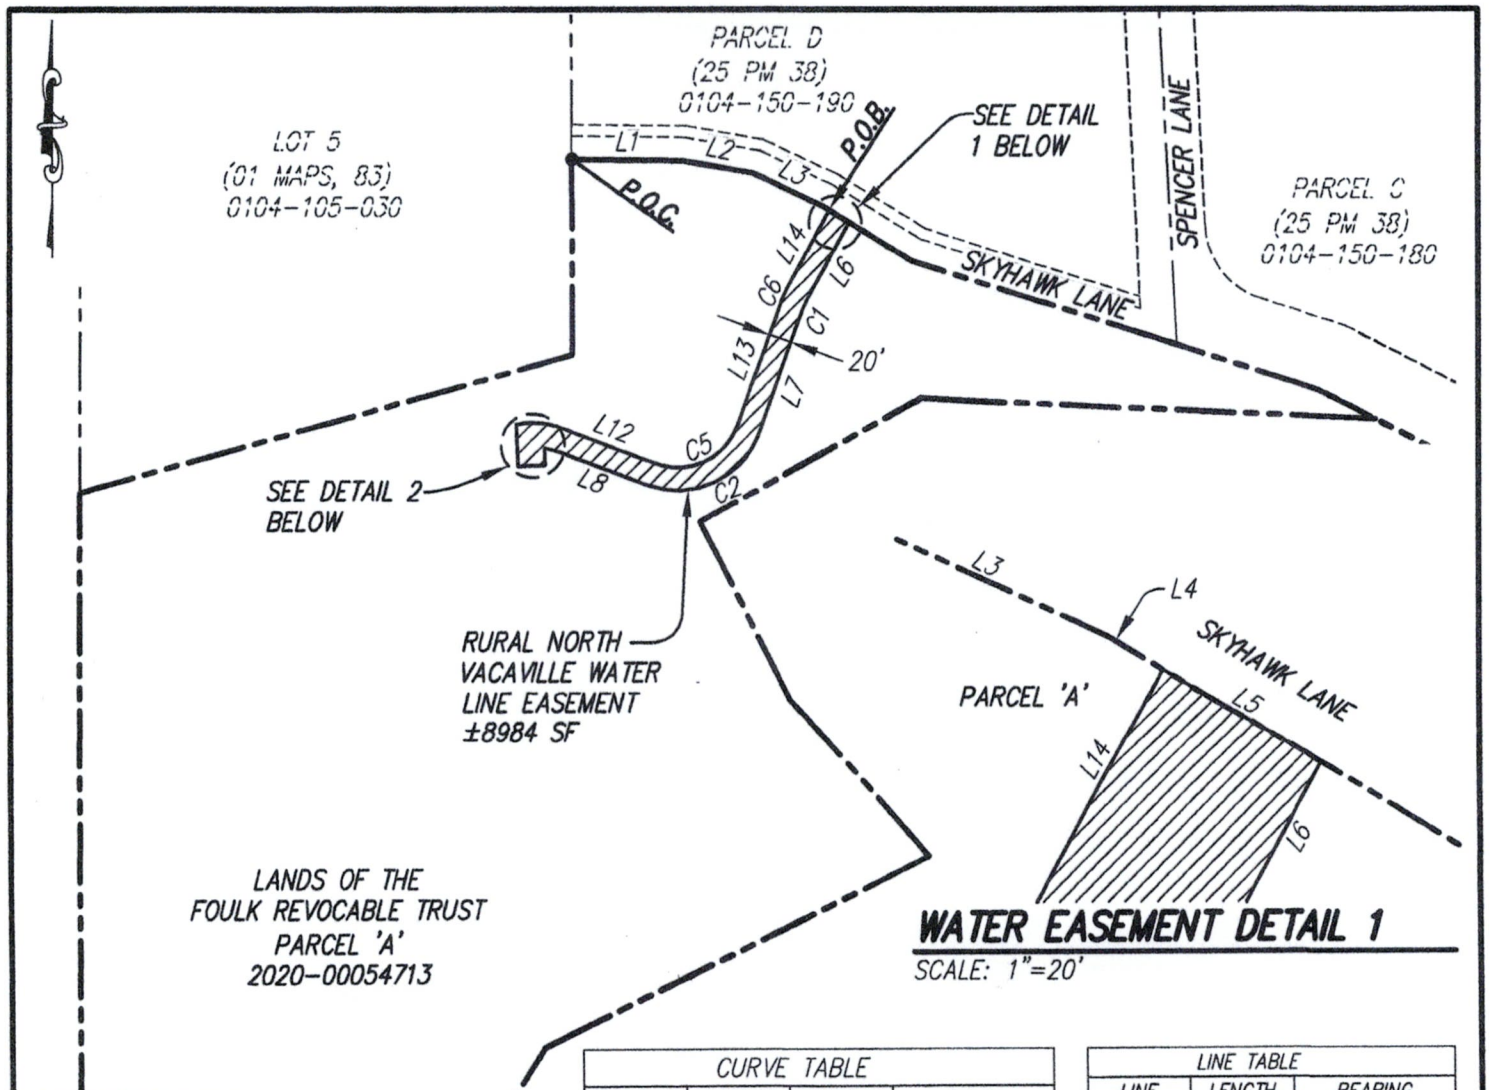 PARCEL D
(25 PM 38)
0104-150-190
LOT 5
(01 MAPS, 83)
0104-105-030
L1
L2
L3
P.O.B.
SEE DETAIL
1 BELOW
P.O.C.
SPENCER LANE
PARCEL C
(25 PM 38)
0104-150-180
SKYHAWK LANE
L14
L6
C6
C1
20'
L13
L7
L12
C5
L8
C2
SEE DETAIL 2
BELOW
RURAL NORTH
VACAVILLE WATER
LINE EASEMENT
±8984 SF
L3
L4
SKYHAWK LANE
PARCEL 'A'
L5
L14
L6
LANDS OF THE
FOULK REVOCABLE TRUST
PARCEL 'A'
2020-00054713
WATER EASEMENT DETAIL 1
SCALE: 1"=20'
CURVE TABLE
LINE TABLE
LINE LENGTH BEARING